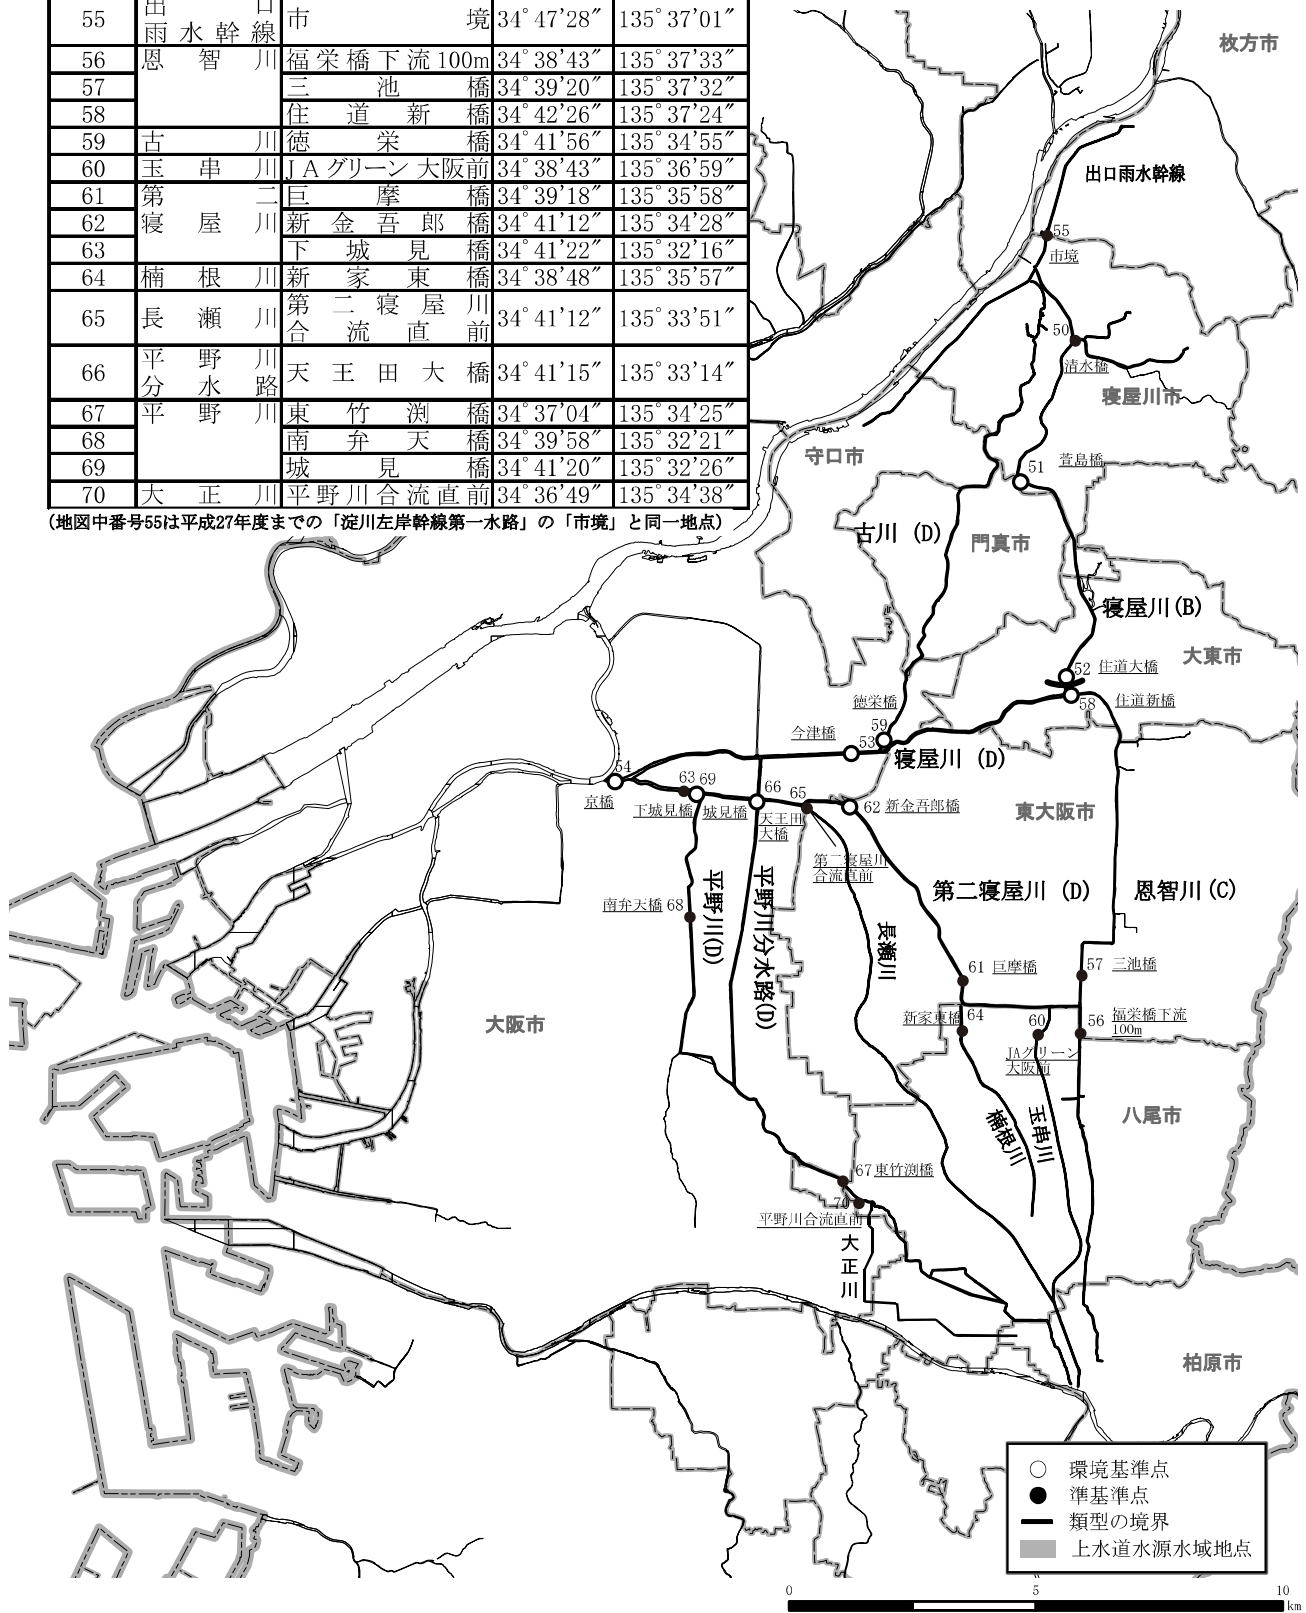 55 出口 市境 34°47′28″ 135°37′01″
雨水幹線
56 恩智川 福栄橋下流100m 34°38′43″ 135°37′33″
57 三池橋 34°39′20″ 135°37′32″
58 住道新橋 34°42′26″ 135°37′24″
59 古川 徳栄橋 34°41′56″ 135°34′55″
60 玉串川 JAグリーン大阪前 34°38′43″ 135°36′59″
61 第二 巨摩橋 34°39′18″ 135°35′58″
62 寝屋川 新金吾郎橋 34°41′12″ 135°34′28″
63 下城見橋 34°41′22″ 135°32′16″
64 楠根川 新家東橋 34°38′48″ 135°35′57″
65 長瀬川 第二寝屋川 34°41′12″ 135°33′51″
合流直前
66 平野川 天王田大橋 34°41′15″ 135°33′14″
分水路
67 平野川 東竹渕橋 34°37′04″ 135°34′25″
68 南弁天橋 34°39′58″ 135°32′21″
69 城見橋 34°41′20″ 135°32′26″
70 大正川 平野川合流直前 34°36′49″ 135°34′38″
(地図中番号55は平成27年度までの「淀川左岸幹線第一水路」の「市境」と同一地点)
枚方市
出口雨水幹線
55
市境
50
清水橋
寝屋川市
守口市
萱島橋
51
古川 (D)
門真市
寝屋川(B)
大東市
52 住道大橋
58 住道新橋
徳栄橋
59
今津橋
53
寝屋川 (D)
54
京橋
63 69
下城見橋 城見橋
66
天王田
大橋
65
62 新金吾郎橋
東大阪市
第二寝屋川
合流直前
第二寝屋川 (D)
恩智川(C)
南弁天橋 68
平野川(D)
平野川分水路(D)
長瀬川
61 巨摩橋
57 三池橋
新家東橋 64
60
56 福栄橋下流
100m
大阪市
JAグリーン
大阪前
八尾市
楠根川
玉串川
67 東竹渕橋
70
平野川合流直前
大正川
柏原市
○ 環境基準点
● 準基準点
類型の境界
上水道水源水域地点
0 5 10
km